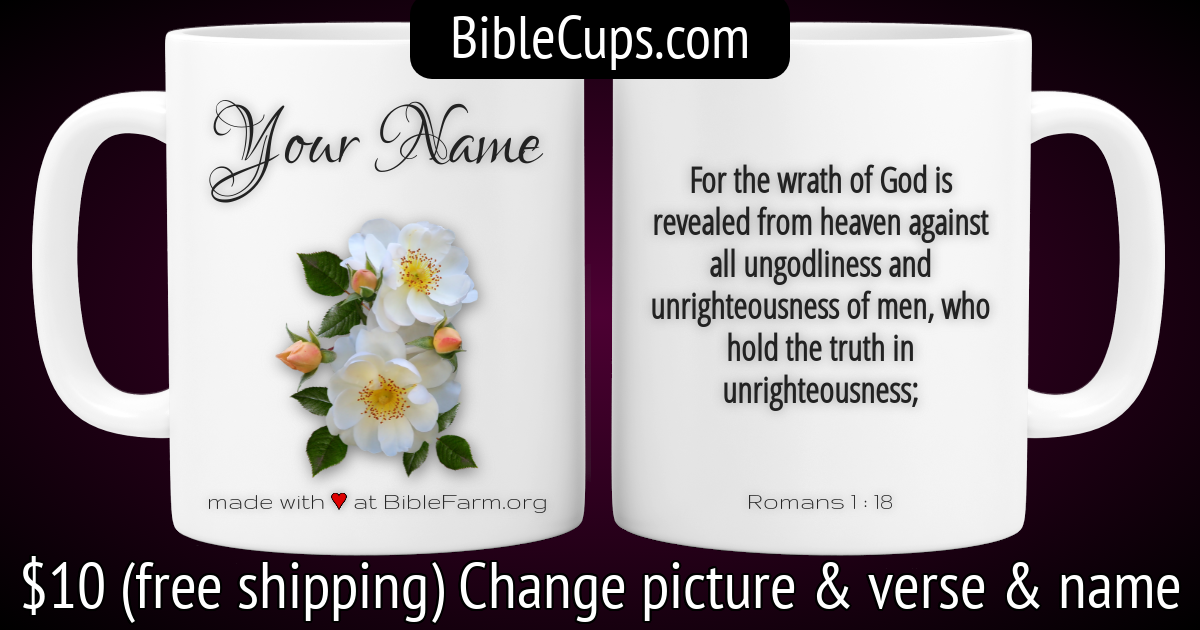 BibleCups.com
Your Name
made with ♥ at BibleFarm.org
For the wrath of God is
revealed from heaven against
all ungodliness and
unrighteousness of men, who
hold the truth in
unrighteousness;
Romans 1 : 18
$10 (free shipping) Change picture & verse & name